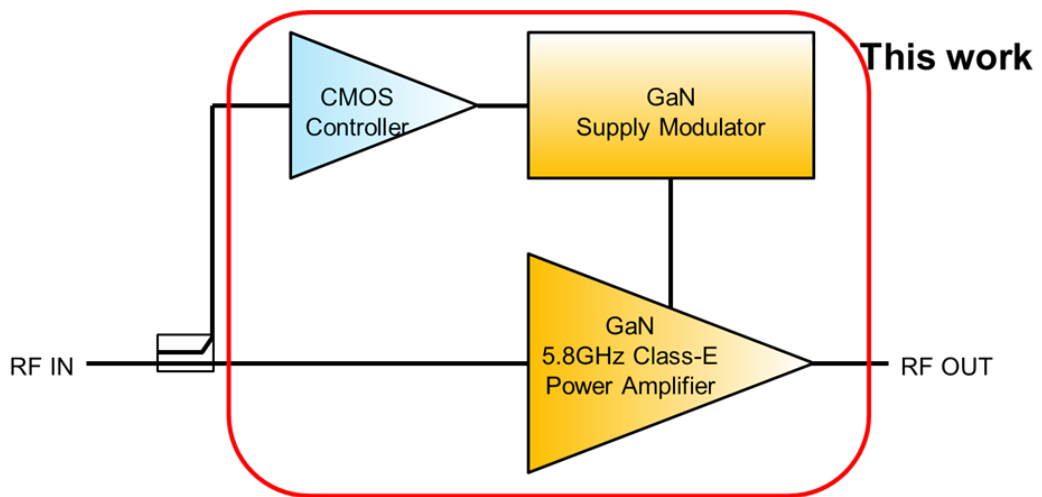 This work
CMOS
Controller
GaN
Supply Modulator
GaN
5.8GHz Class-E
Power Amplifier
RF IN
RF OUT